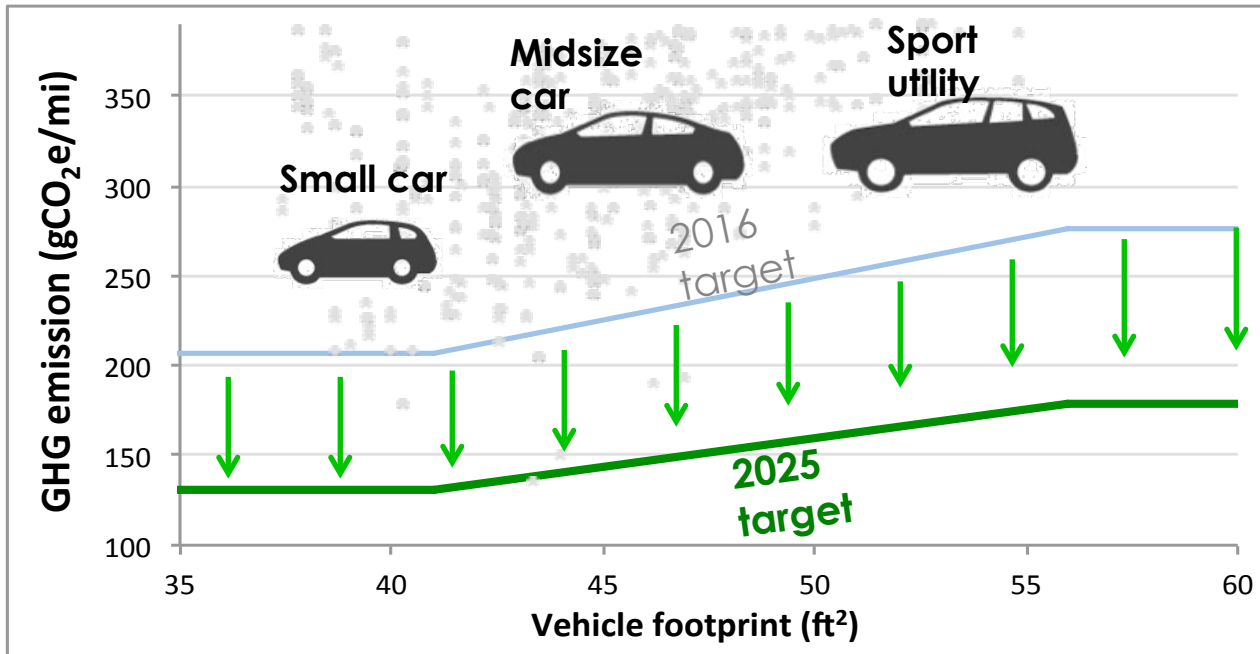 GHG emission (gCO₂e/mi)
350
300
250
200
150
100
Small car
Midsize
car
Sport
utility
2016
target
2025
target
35
40
45
50
55
60
Vehicle footprint (ft²)